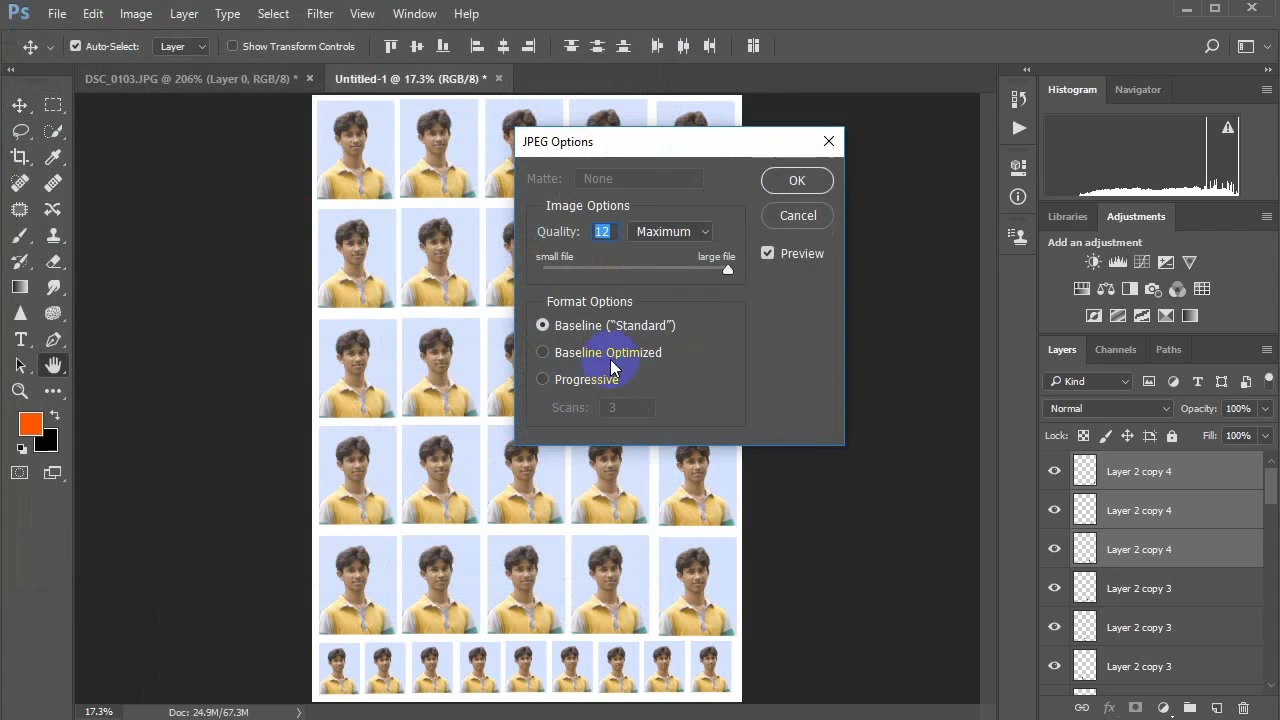 Ps File Edit Image Layer Type Select Filter View Window Help
Auto-Select: Layer Show Transform Controls
DSC_0103.JPG @ 206% (Layer 0, RGB/8) * Untitled-1 @ 17.3% (RGB/8) *
Histogram Navigator
JPEG Options
Matte: None
OK
Image Options
Cancel
Quality: 12 Maximum
Preview
small file large file
Format Options
Baseline (“Standard”)
Baseline Optimized
Progressive
Scans: 3
Libraries Adjustments
Add an adjustment
Layers Channels Paths
Kind
Normal Opacity: 100%
Lock: Fill: 100%
Layer 2 copy 4
Layer 2 copy 4
Layer 2 copy 4
Layer 2 copy 3
Layer 2 copy 3
Layer 2 copy 3
17.3% Doc: 24.9M/67.3M